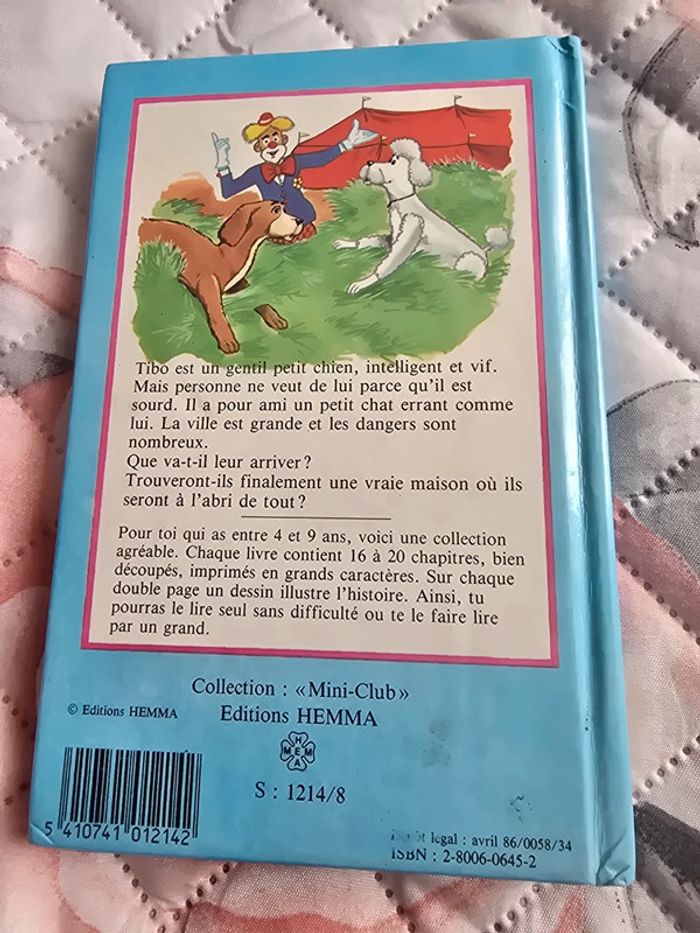 Tibo est un gentil petit chien, intelligent et vif.
Mais personne ne veut de lui parce qu'il est
sourd. Il a pour ami un petit chat errant comme
lui. La ville est grande et les dangers sont
nombreux.
Que va-t-il leur arriver ?
Trouveront-ils finalement une vraie maison où ils
seront à l'abri de tout ?
Pour toi qui as entre 4 et 9 ans, voici une collection
agréable. Chaque livre contient 16 à 20 chapitres, bien
découpés, imprimés en grands caractères. Sur chaque
double page un dessin illustre l'histoire. Ainsi, tu
pourras le lire seul sans difficulté ou te le faire lire
par un grand.
Collection : « Mini-Club »
© Editions HEMMA
Editions HEMMA
HEMMA
S : 1214/8
5 410741 012142
Dépôt legal : avril 86/0058/34
ISBN : 2-8006-0645-2